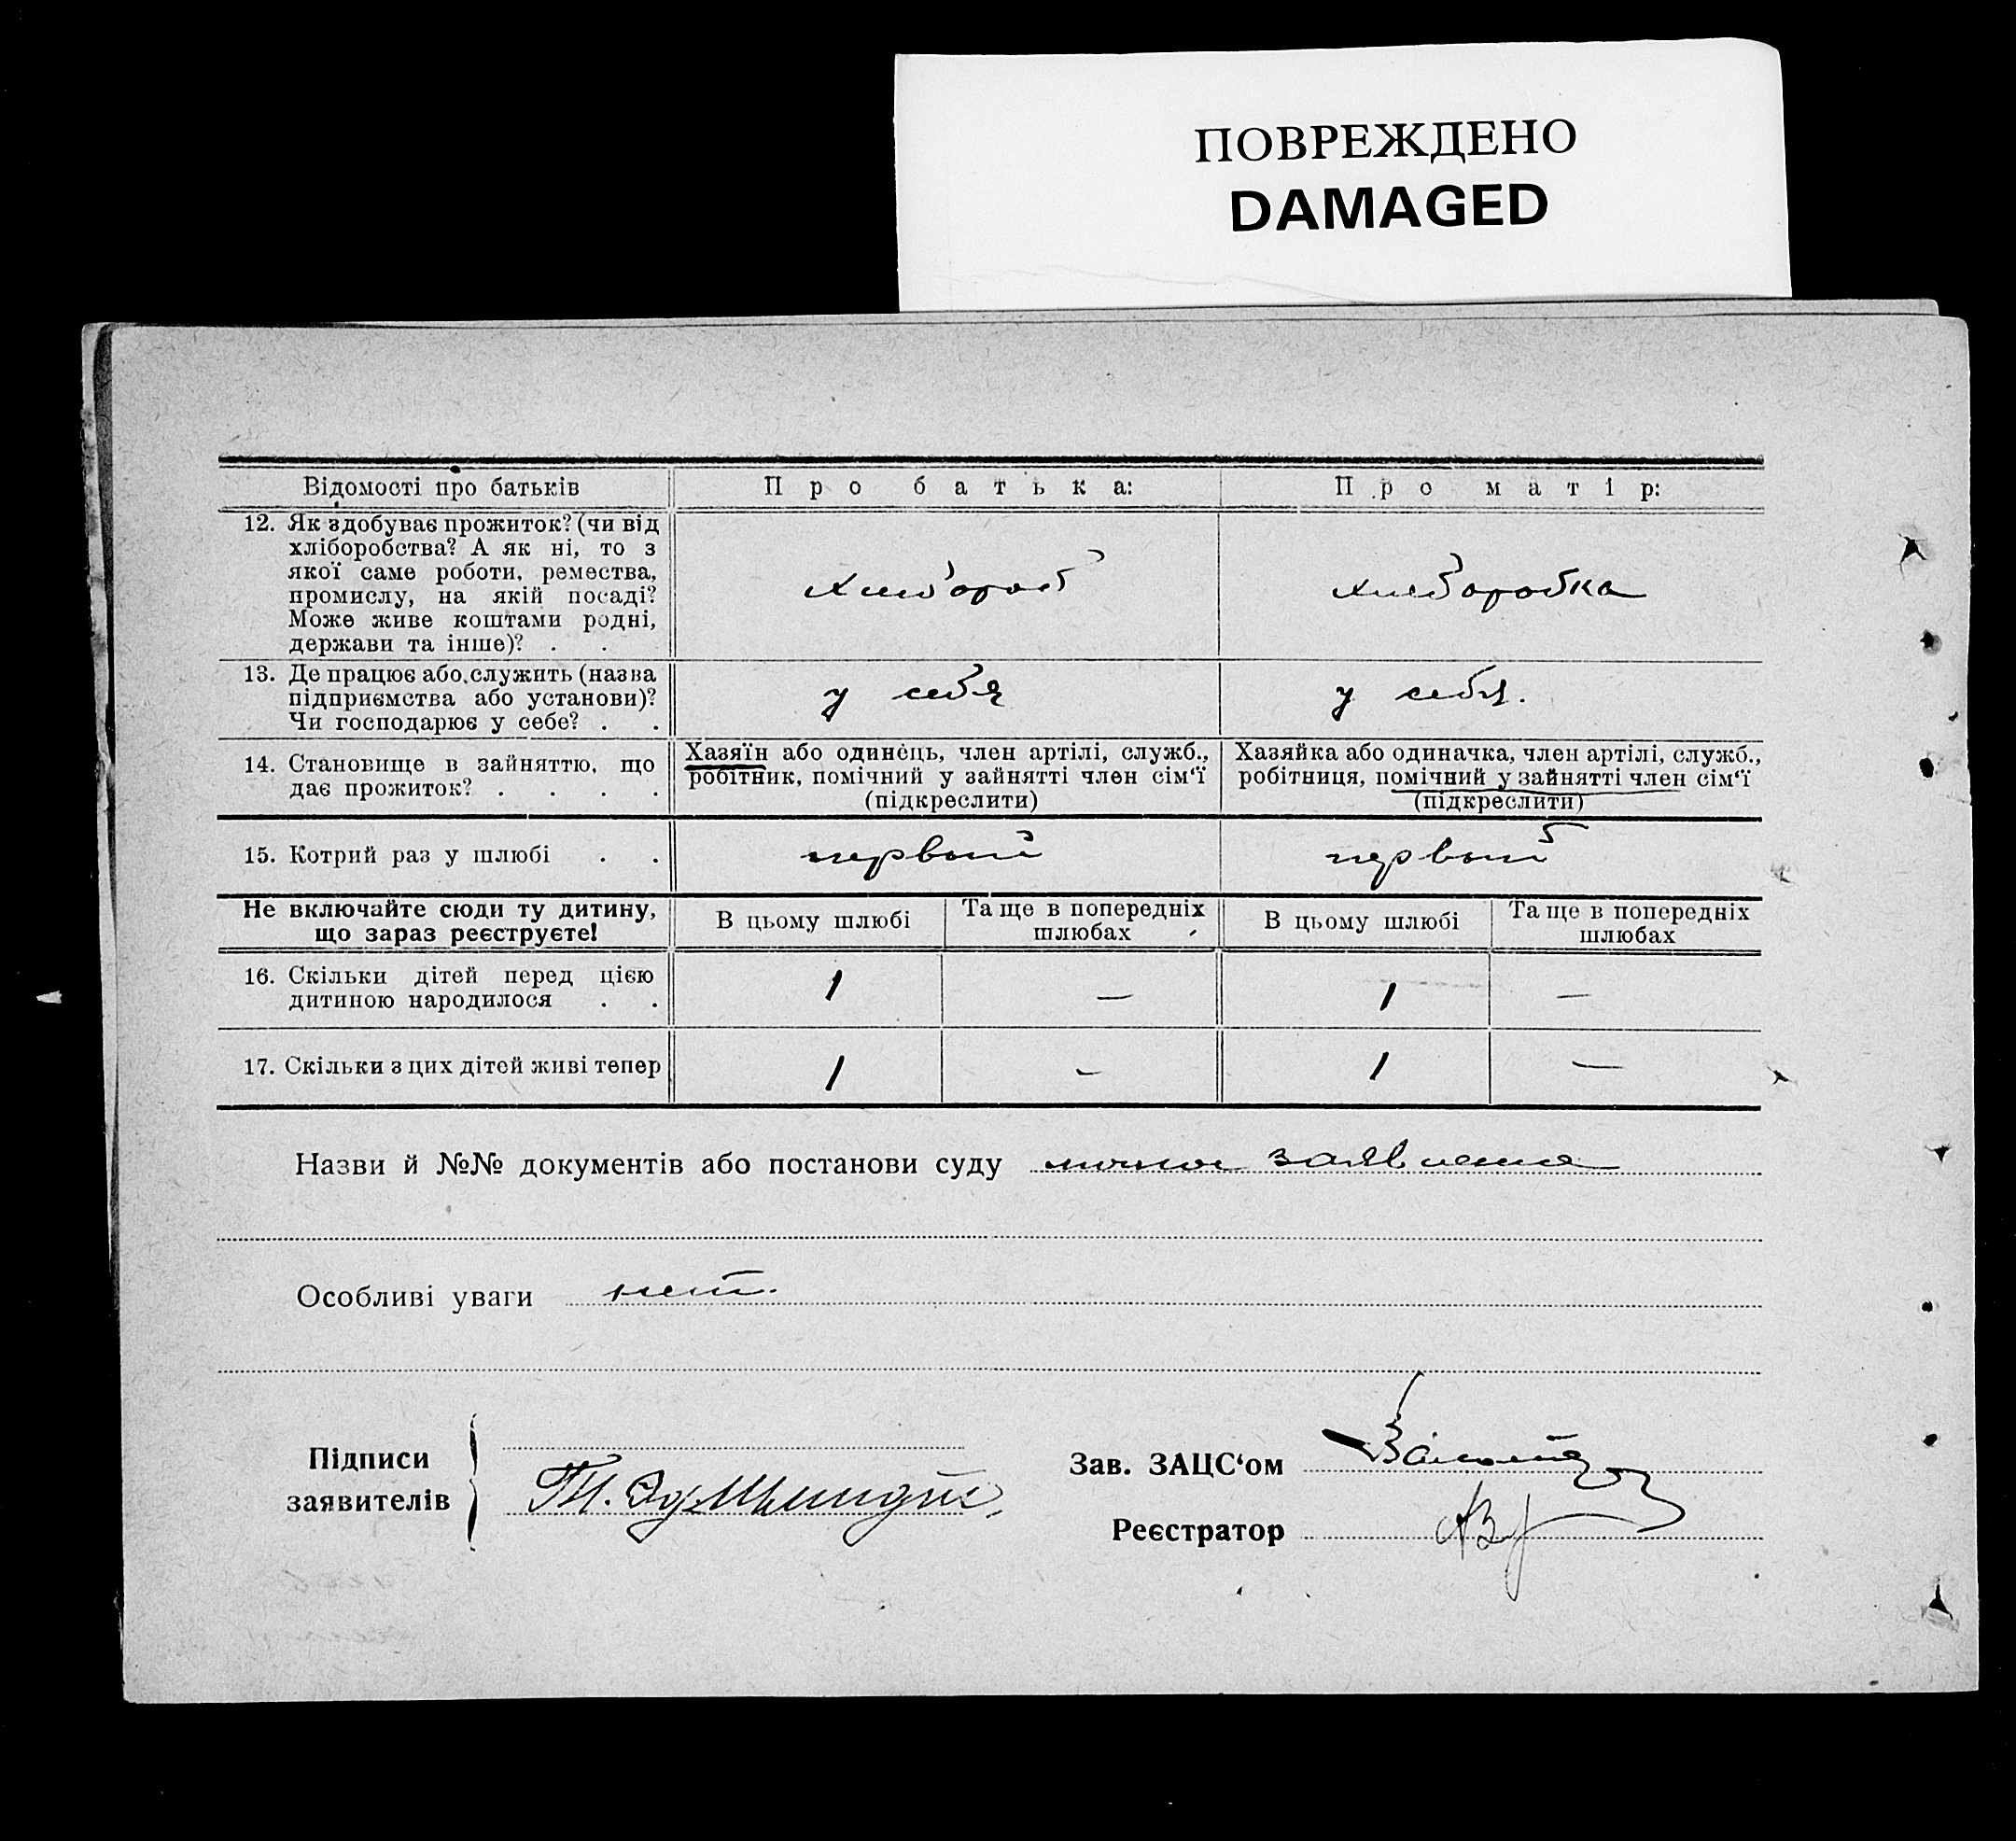 ПОВРЕЖДЕНО
DAMAGED
Відомості про батьків
Про батька:
Про матір:
12. Як здобуває прожиток? (чи від
хліборобства? А як ні, то з
якої саме роботи, ремества,
промислу, на якій посаді?
Може живе коштами родні,
держави та інше)? . .
хлебороб
хлеборобка
13. Де працює або служить (назва
підприємства або установи)?
Чи господарює у себе? . .
у себя
у себя.
14. Становище в зайняттю, що
дає прожиток? . . . .
Хазяїн або одинець, член артілі, служб.,
робітник, помічний у зайнятті член сім‘ї
(підкреслити)
Хазяйка або одиначка, член артілі, служб.,
робітниця, помічний у зайнятті член сім‘ї
(підкреслити)
15. Котрий раз у шлюбі . .
первый
первый
Не включайте сюди ту дитину,
що зараз реєструєте!
В цьому шлюбі
Та ще в попередніх
шлюбах
В цьому шлюбі
Та ще в попередніх
шлюбах
16. Скільки дітей перед цією
дитиною народилося . .
1
—
1
—
17. Скільки з цих дітей живі тепер
1
-
1
—
Назви й №№ документів або постанови суду
заявление
Особливі уваги нет.
Підписи
заявителів
Зав. ЗАЦС‘ом
Реєстратор